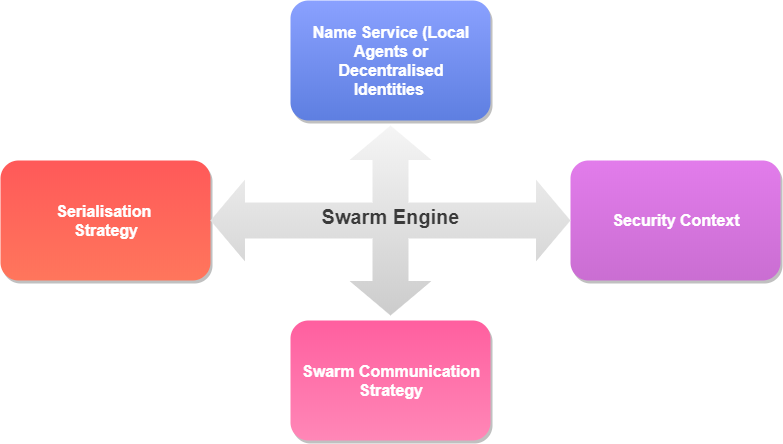 Name Service (Local
Agents or
Decentralised
Identities
Serialisation
Strategy
Swarm Engine
Security Context
Swarm Communication
Strategy